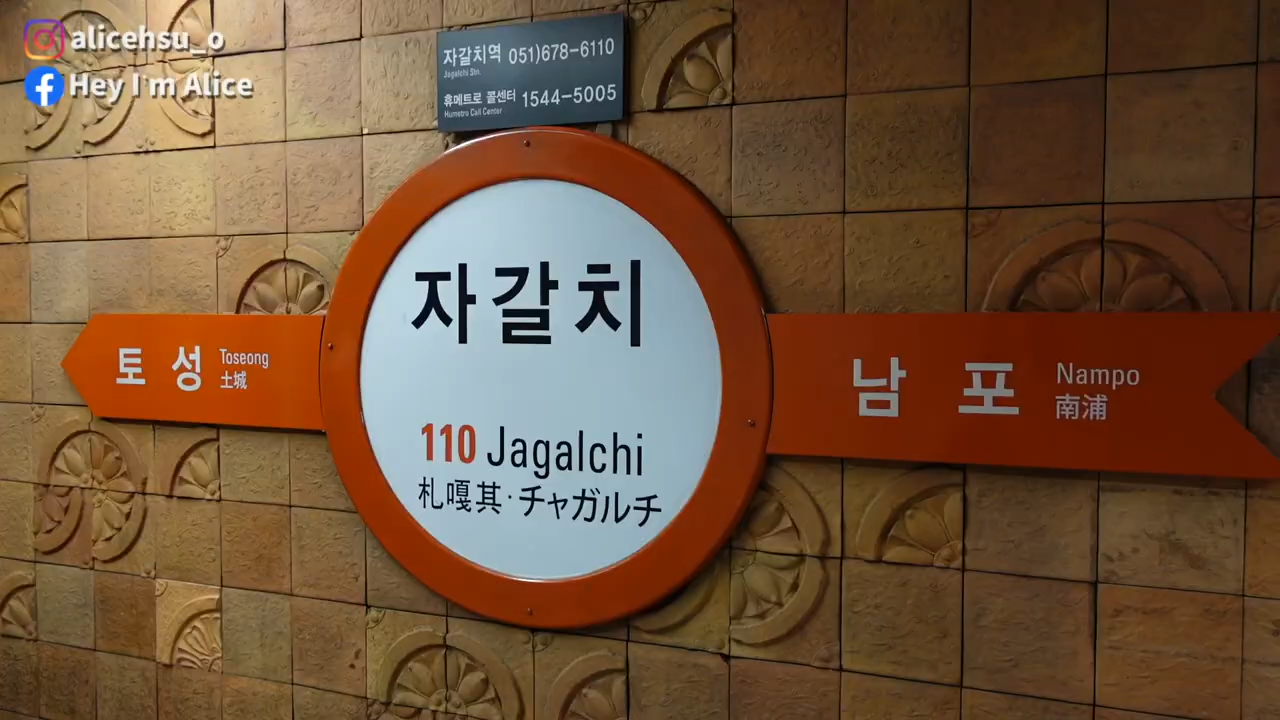 alicehsu_o
Hey I'm Alice
자갈치역 051)678-6110
Jagalchi Stn.
휴메트로 콜센터 1544-5005
Humetro Call Center
자갈치
110 Jagalchi
札嘎其·チャガルチ
토성 Toseong
土城
남포 Nampo
南浦